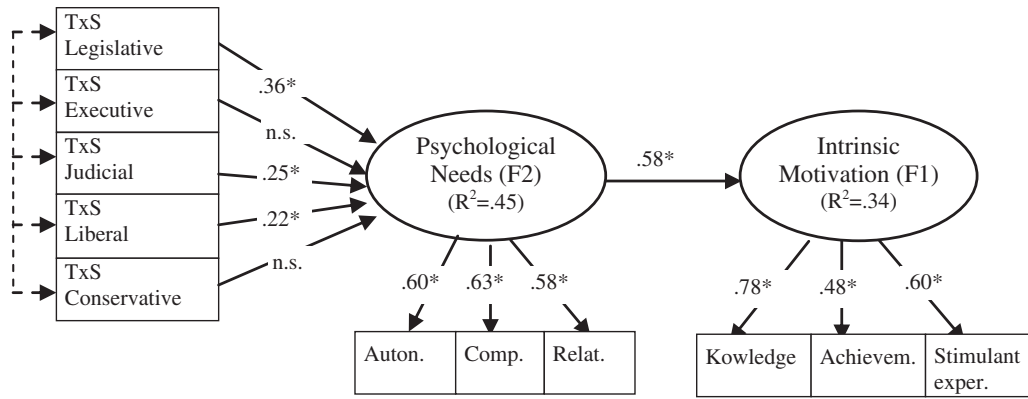 TxS
Legislative
TxS
Executive
TxS
Judicial
TxS
Liberal
TxS
Conservative
.36*
n.s.
.25*
.22*
n.s.
Psychological
Needs (F2)
(R²=.45)
.58*
Intrinsic
Motivation (F1)
(R²=.34)
.60*
.63*
.58*
.78*
.48*
.60*
Auton.
Comp.
Relat.
Kowledge
Achievem.
Stimulant
exper.